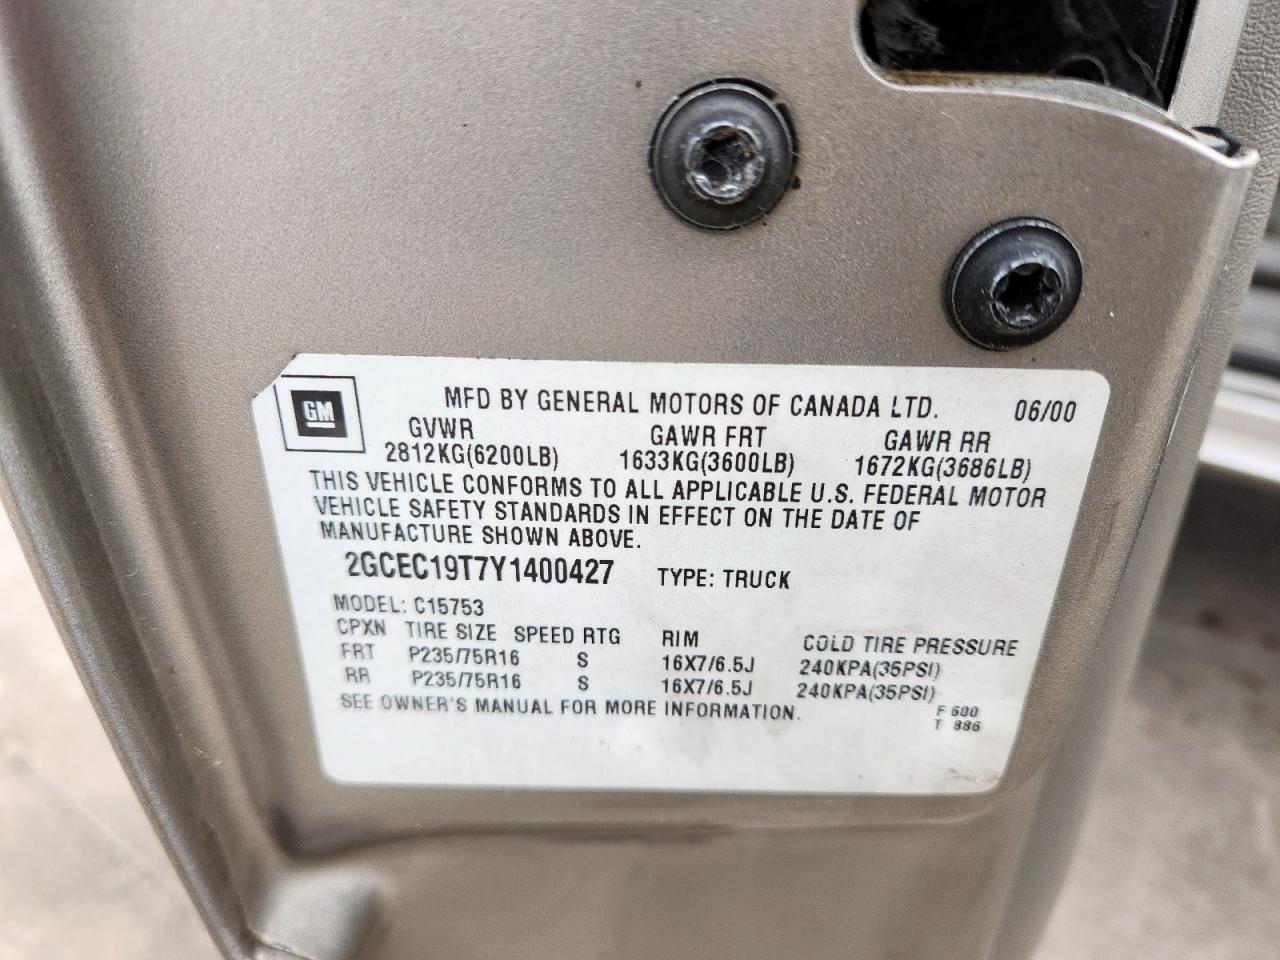 GM
MFD BY GENERAL MOTORS OF CANADA LTD. 06/00
GVWR GAWR FRT GAWR RR
2812KG(6200LB) 1633KG(3600LB) 1672KG(3686LB)
THIS VEHICLE CONFORMS TO ALL APPLICABLE U.S. FEDERAL MOTOR
VEHICLE SAFETY STANDARDS IN EFFECT ON THE DATE OF
MANUFACTURE SHOWN ABOVE.
2GCEC19T7Y1400427 TYPE: TRUCK
MODEL: C15753
CPXN TIRE SIZE SPEED RTG RIM COLD TIRE PRESSURE
FRT P235/75R16 S 16X7/6.5J 240KPA(35PSI)
RR P235/75R16 S 16X7/6.5J 240KPA(35PSI)
SEE OWNER'S MANUAL FOR MORE INFORMATION.
F 600
T 886